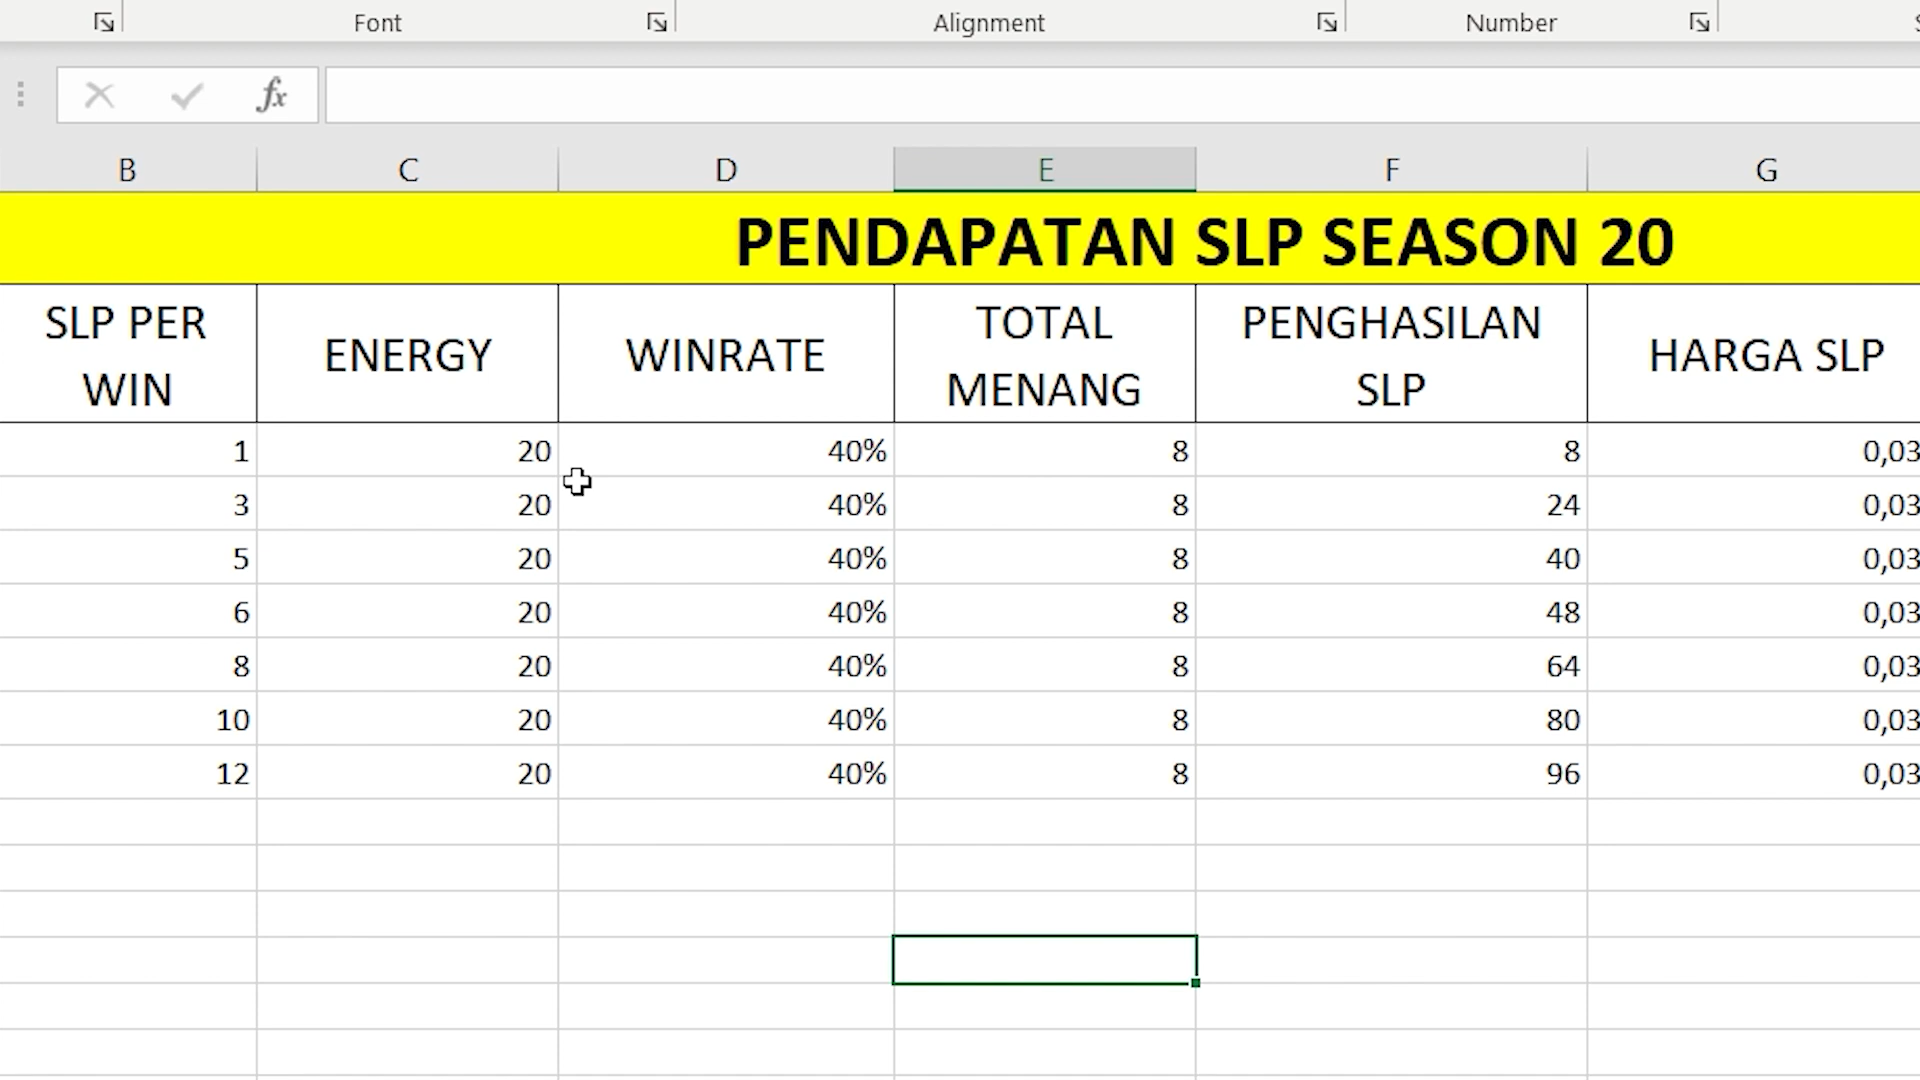 Font Alignment Number
fx
B C D E F G
PENDAPATAN SLP SEASON 20
SLP PER WIN ENERGY WINRATE TOTAL MENANG PENGHASILAN SLP HARGA SLP
1 20 40% 8 8 0,03
3 20 40% 8 24 0,03
5 20 40% 8 40 0,03
6 20 40% 8 48 0,03
8 20 40% 8 64 0,03
10 20 40% 8 80 0,03
12 20 40% 8 96 0,03